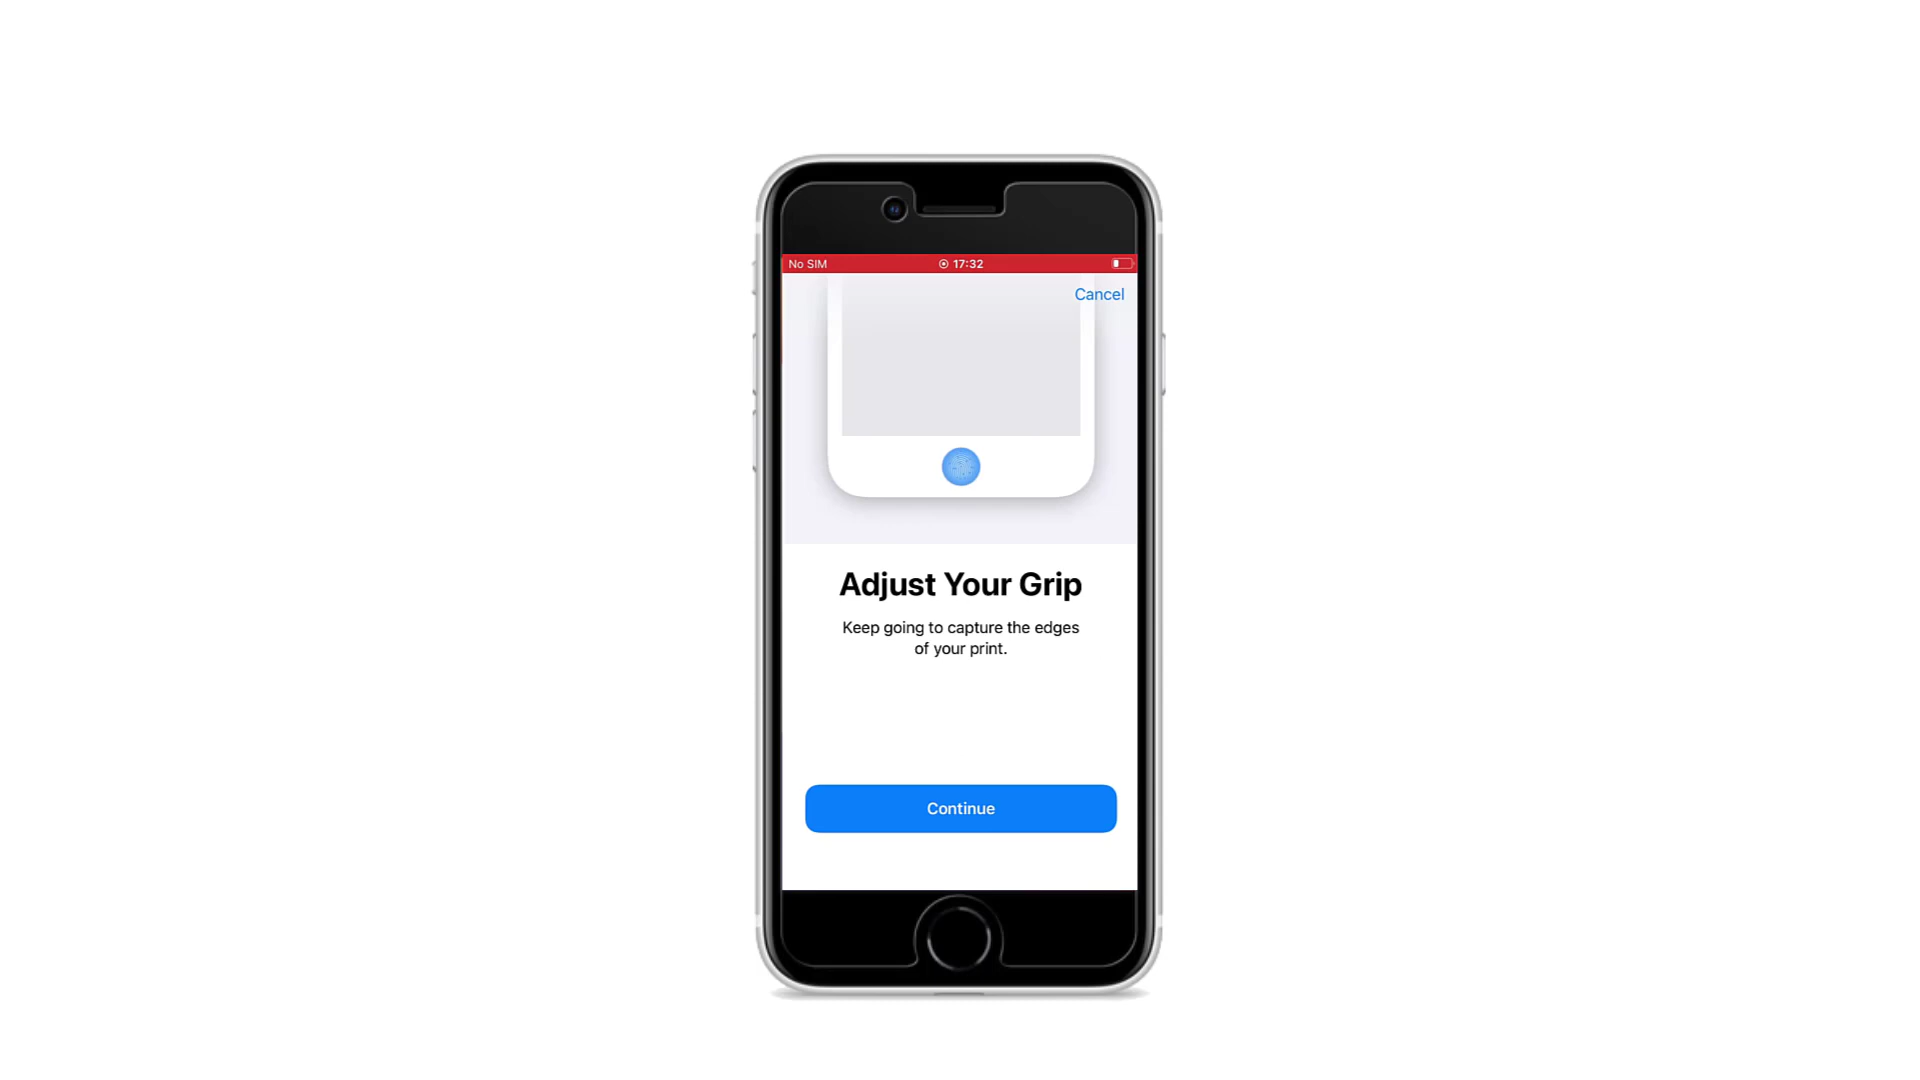 No SIM 17:32
Cancel
Adjust Your Grip
Keep going to capture the edges
of your print.
Continue